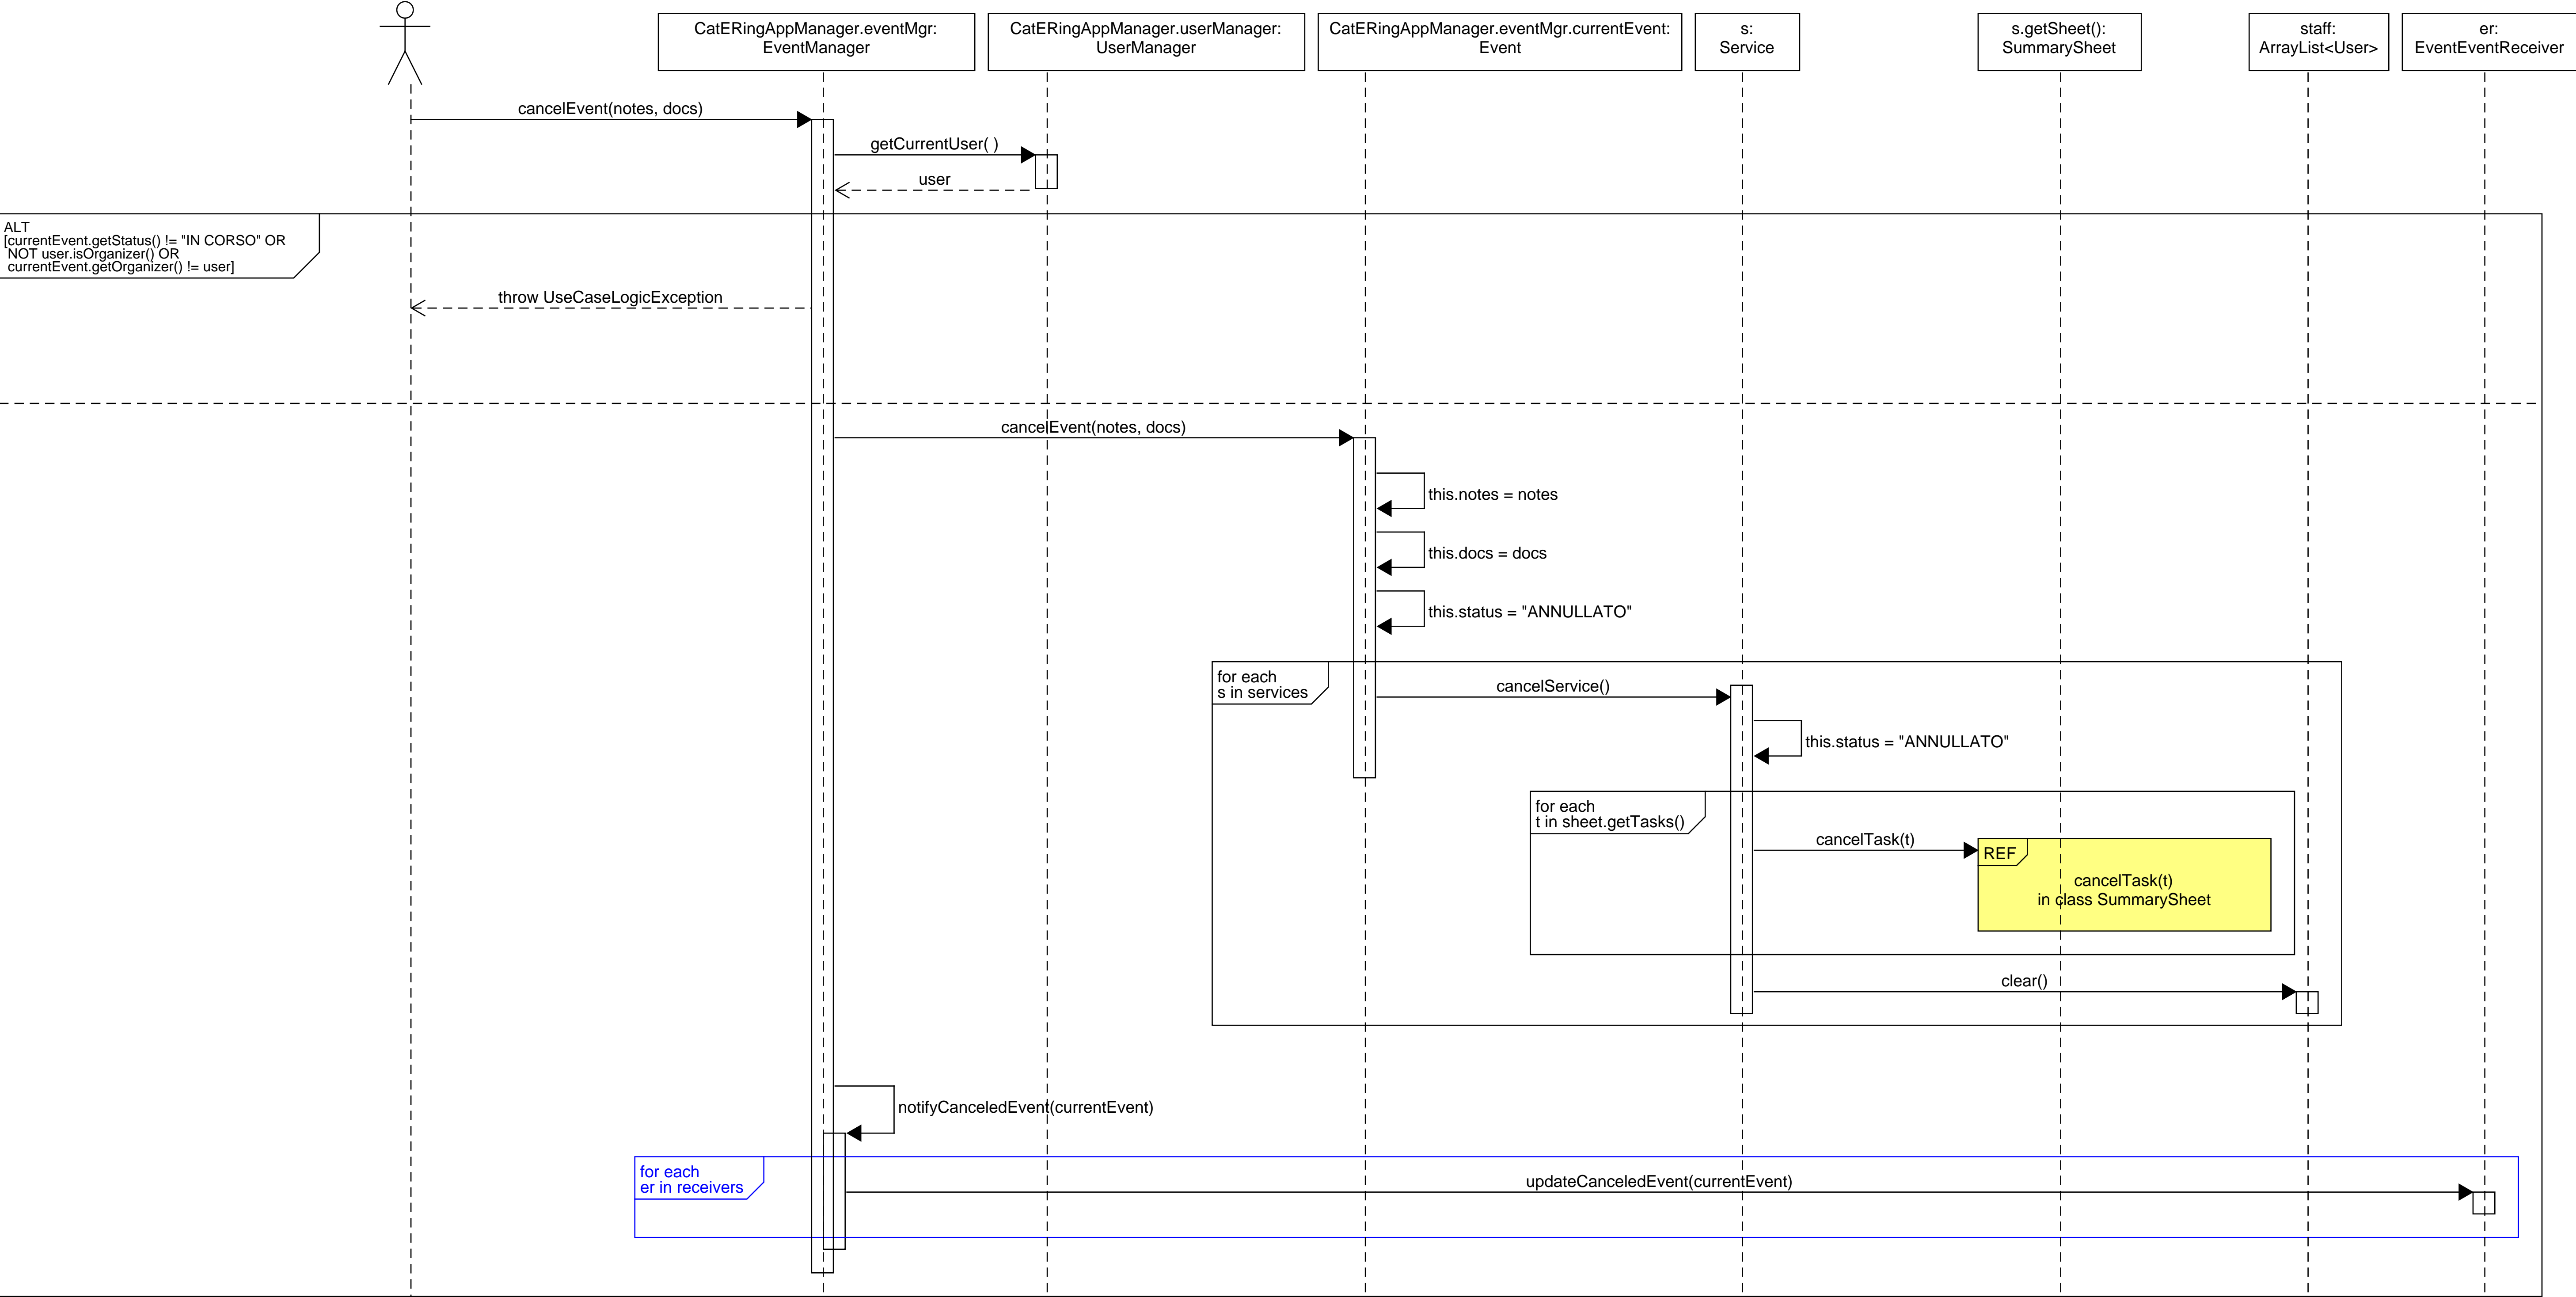 CatERingAppManager.eventMgr:
EventManager
CatERingAppManager.userManager:
UserManager
CatERingAppManager.eventMgr.currentEvent:
Event
s:
Service
s.getSheet():
SummarySheet
staff:
ArrayList<User>
er:
EventEventReceiver
cancelEvent(notes, docs)
getCurrentUser( )
user
ALT
[currentEvent.getStatus() != "IN CORSO" OR
NOT user.isOrganizer() OR
currentEvent.getOrganizer() != user]
throw UseCaseLogicException
cancelEvent(notes, docs)
this.notes = notes
this.docs = docs
this.status = "ANNULLATO"
for each
s in services
cancelService()
this.status = "ANNULLATO"
for each
t in sheet.getTasks()
cancelTask(t)
REF
cancelTask(t)
in class SummarySheet
clear()
notifyCanceledEvent(currentEvent)
for each
er in receivers
updateCanceledEvent(currentEvent)